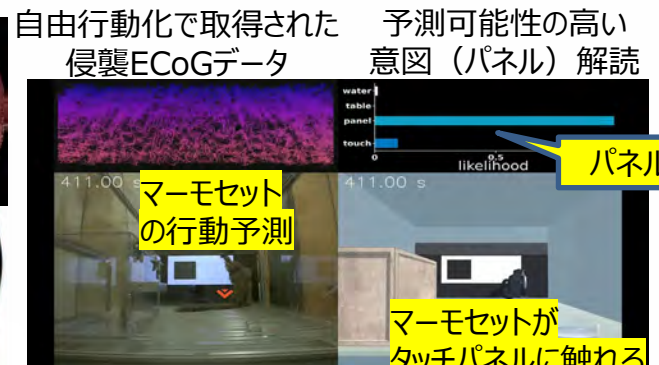 自由行動化で取得された
侵襲ECoGデータ
予測可能性の高い
意図（パネル）解読
water
table
panel
touch
0
0.5
likelihood
パネル
411.00 s
マーモセット
の行動予測
411.00 s
マーモセットが
タッチパネルに触れる